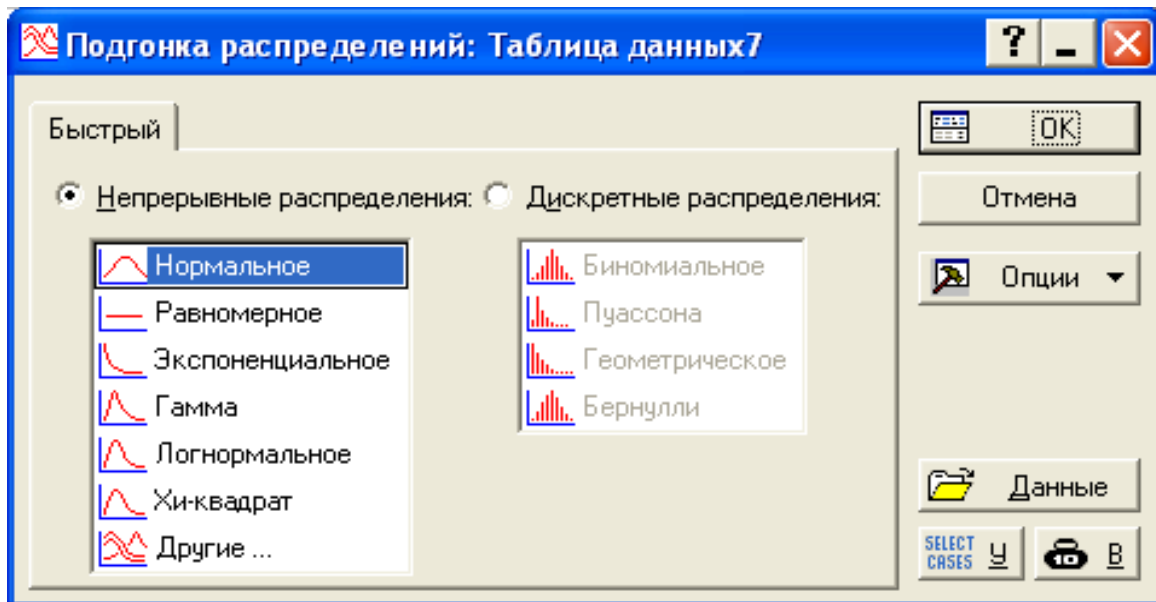 Подгонка распределений: Таблица данных7
?
Быстрый
Непрерывные распределения:
Нормальное
Равномерное
Экспоненциальное
Гамма
Логнормальное
Хи-квадрат
Другие ...
Дискретные распределения:
Биномиальное
Пуассона
Геометрическое
Бернулли
OK
Отмена
Опции
Данные
SELECT
CASES
У
10
В